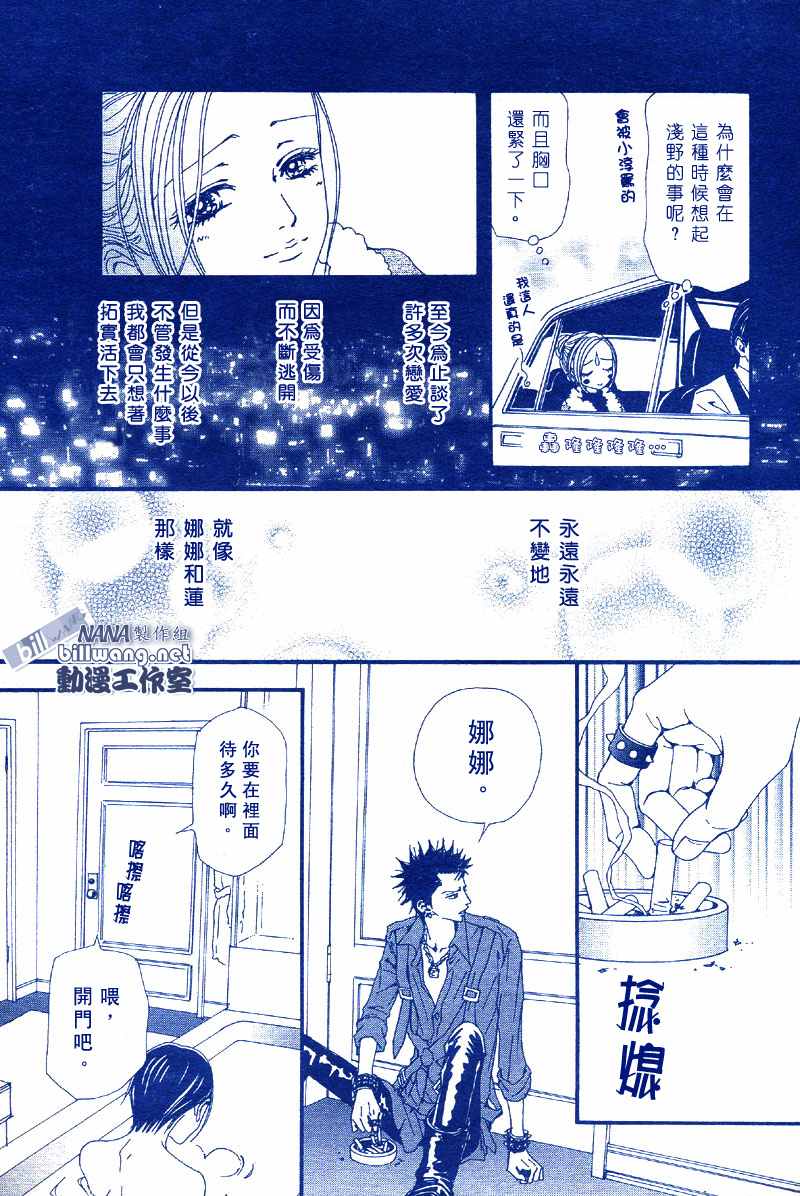 為什麼會在
這種時候想起
淺野的事呢？
會被小淳罵的
而且胸口
還緊了一下。
我這人
還真的是
轟隆隆隆隆…
至今為止談了
許多次戀愛
因為受傷
而不斷逃開
但是從今以後
不管發生什麼事
我都會只想著
拓實活下去
永遠永遠
不變地
就像
娜娜和蓮
那樣
billwang
NANA製作組
billwang.net
動漫工作室
捻熄
娜娜。
你要在裡面
待多久啊。
喀擦喀擦
喂，
開門吧。